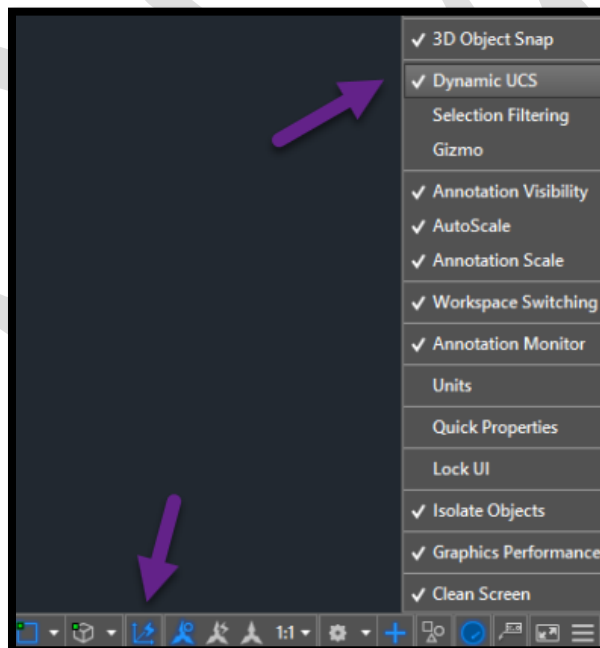 3D Object Snap
Dynamic UCS
Selection Filtering
Gizmo
Annotation Visibility
AutoScale
Annotation Scale
Workspace Switching
Annotation Monitor
Units
Quick Properties
Lock UI
Isolate Objects
Graphics Performance
Clean Screen
1:1